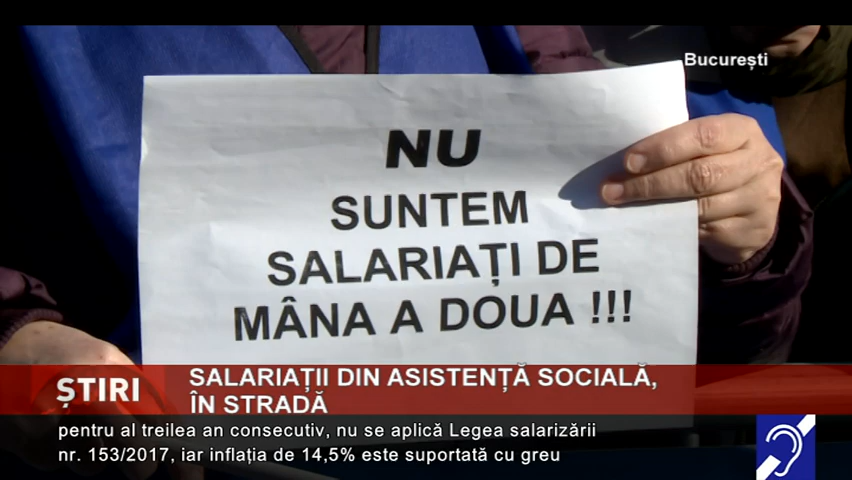 București
NU
SUNTEM
SALARIAȚI DE
MÂNA A DOUA !!!
ȘTIRI
SALARIAȚII DIN ASISTENȚĂ SOCIALĂ,
ÎN STRADĂ
pentru al treilea an consecutiv, nu se aplică Legea salarizării
nr. 153/2017, iar inflația de 14,5% este suportată cu greu